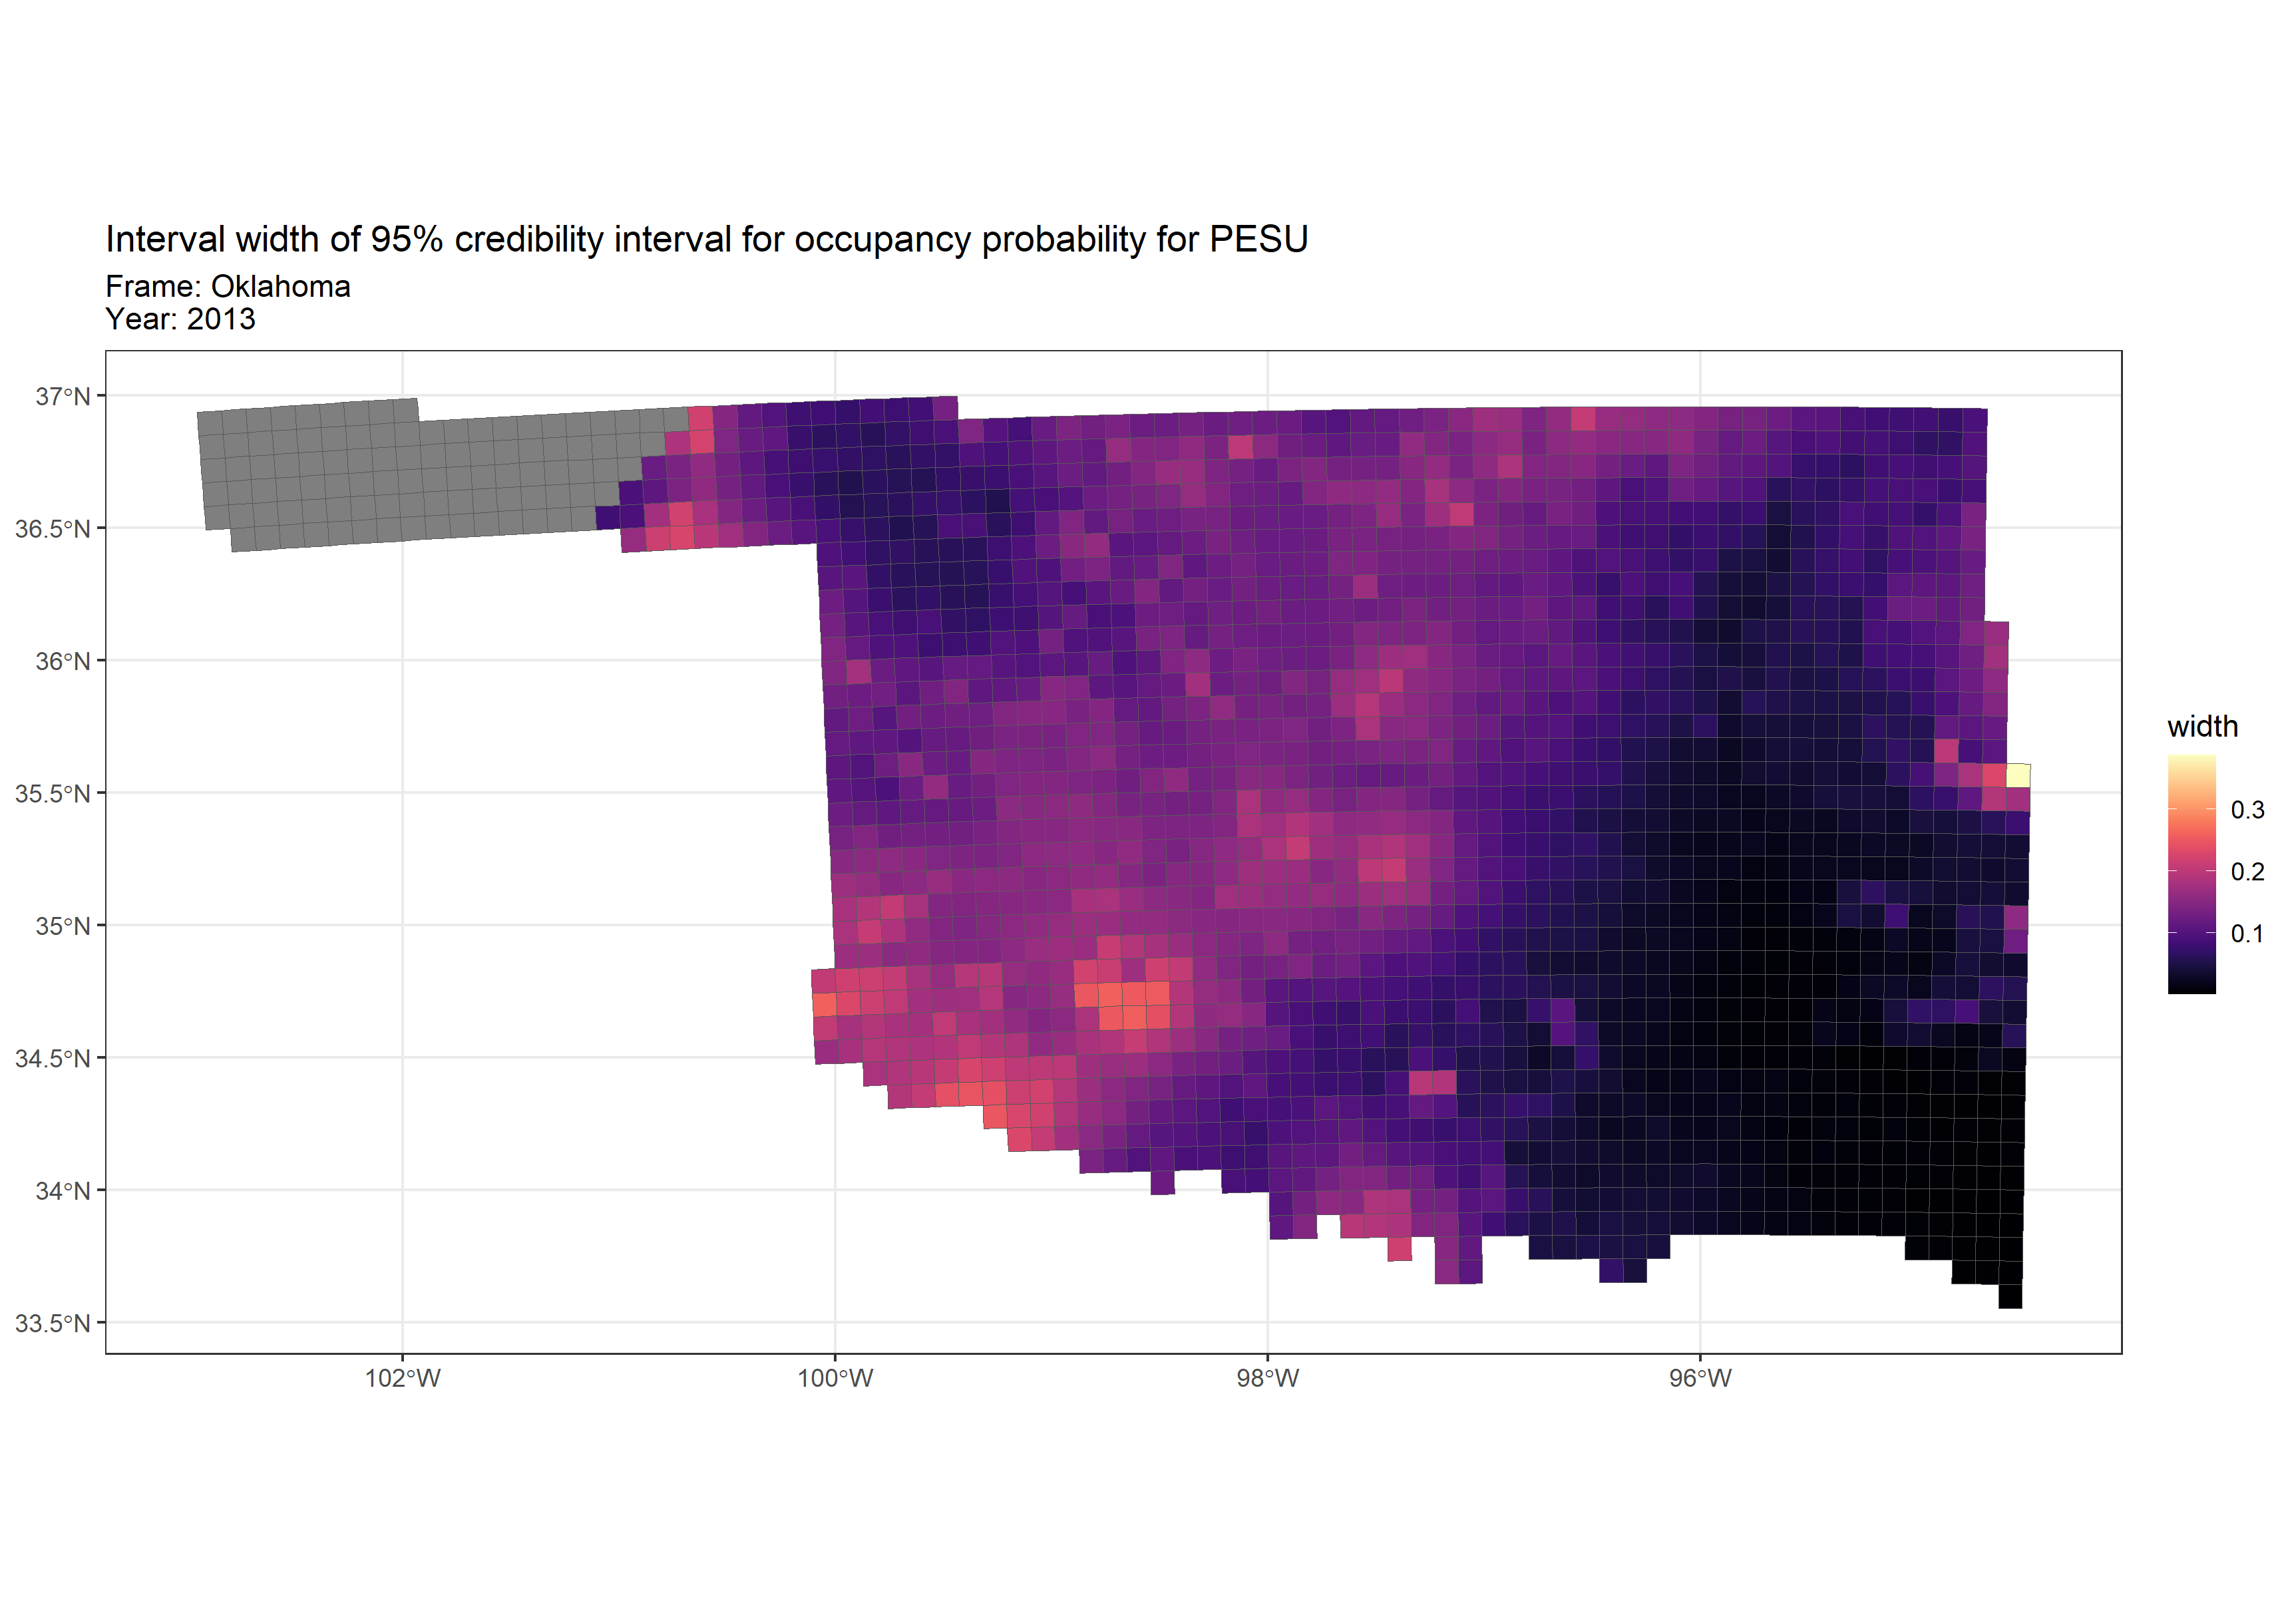 Interval width of 95% credibility interval for occupancy probability for PESU
Frame: Oklahoma
Year: 2013
37°N
36.5°N
36°N
35.5°N
35°N
34.5°N
34°N
33.5°N
102°W
100°W
98°W
96°W
width
0.3
0.2
0.1